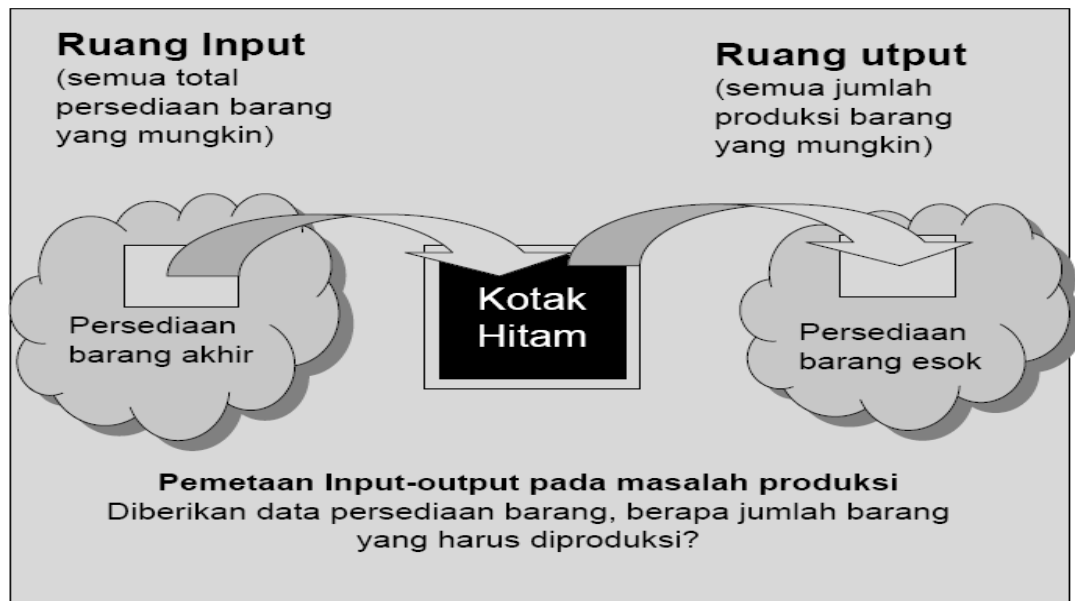 Ruang Input
(semua total
persediaan barang
yang mungkin)
Ruang utput
(semua jumlah
produksi barang
yang mungkin)
Persediaan
barang akhir
Kotak
Hitam
Persediaan
barang esok
Pemetaan Input-output pada masalah produksi
Diberikan data persediaan barang, berapa jumlah barang
yang harus diproduksi?